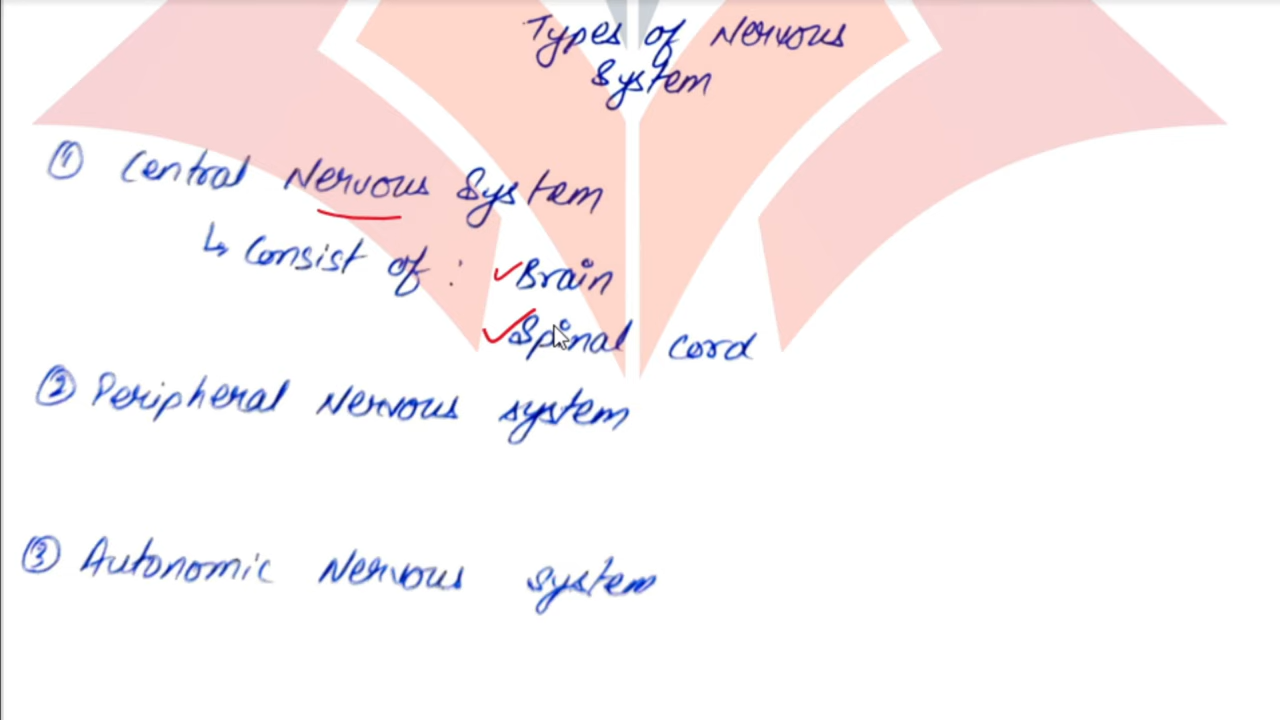 Types of Nervous
System
① Central Nervous System
↳ Consist of : ✓Brain
✓Spinal cord
② Peripheral Nervous system
③ Autonomic Nervous system